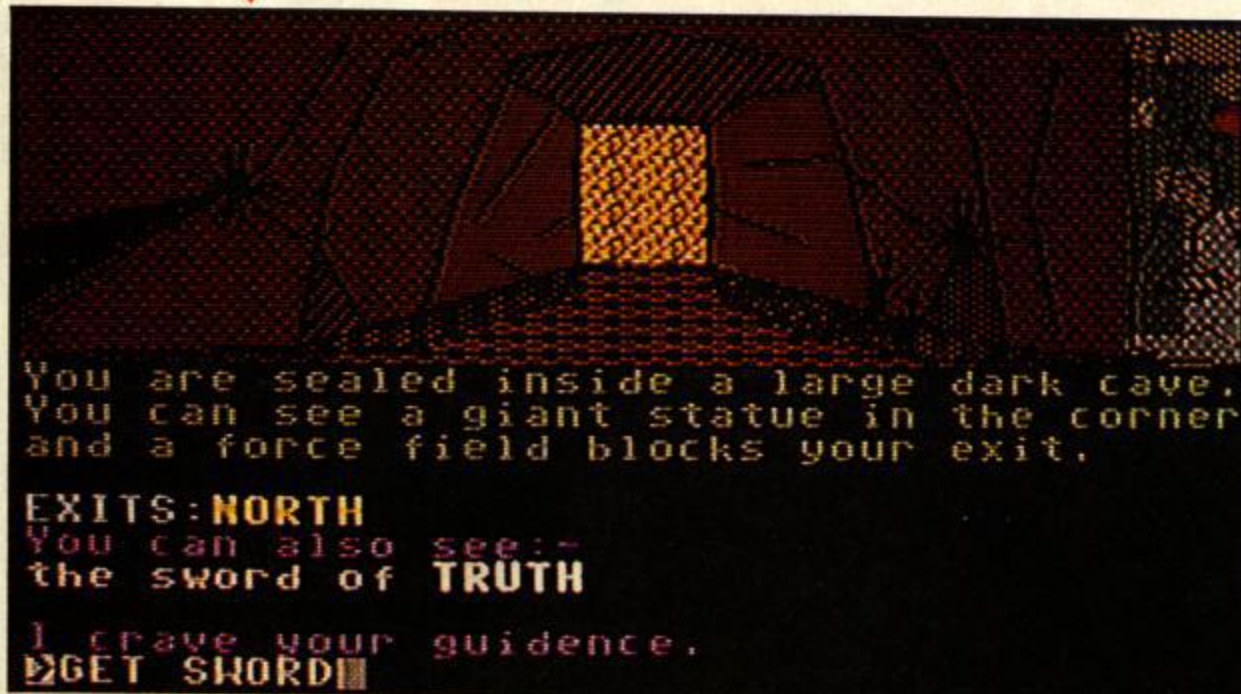 You are sealed inside a large dark cave.
You can see a giant statue in the corner
and a force field blocks your exit.
EXITS:NORTH
You can also see:-
the sword of TRUTH
I crave your guidence.
>GET SWORD